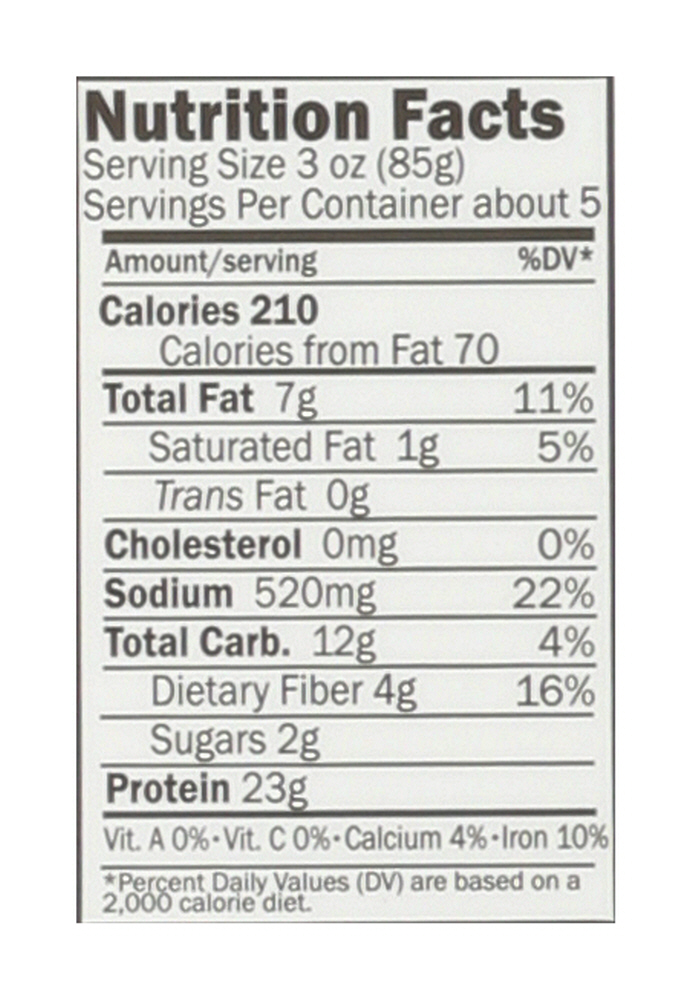 Nutrition Facts
Serving Size 3 oz (85g)
Servings Per Container about 5
Amount/serving %DV*
Calories 210
Calories from Fat 70
Total Fat 7g 11%
Saturated Fat 1g 5%
Trans Fat 0g
Cholesterol 0mg 0%
Sodium 520mg 22%
Total Carb. 12g 4%
Dietary Fiber 4g 16%
Sugars 2g
Protein 23g
Vit. A 0%•Vit. C 0%•Calcium 4%•Iron 10%
*Percent Daily Values (DV) are based on a
2,000 calorie diet.